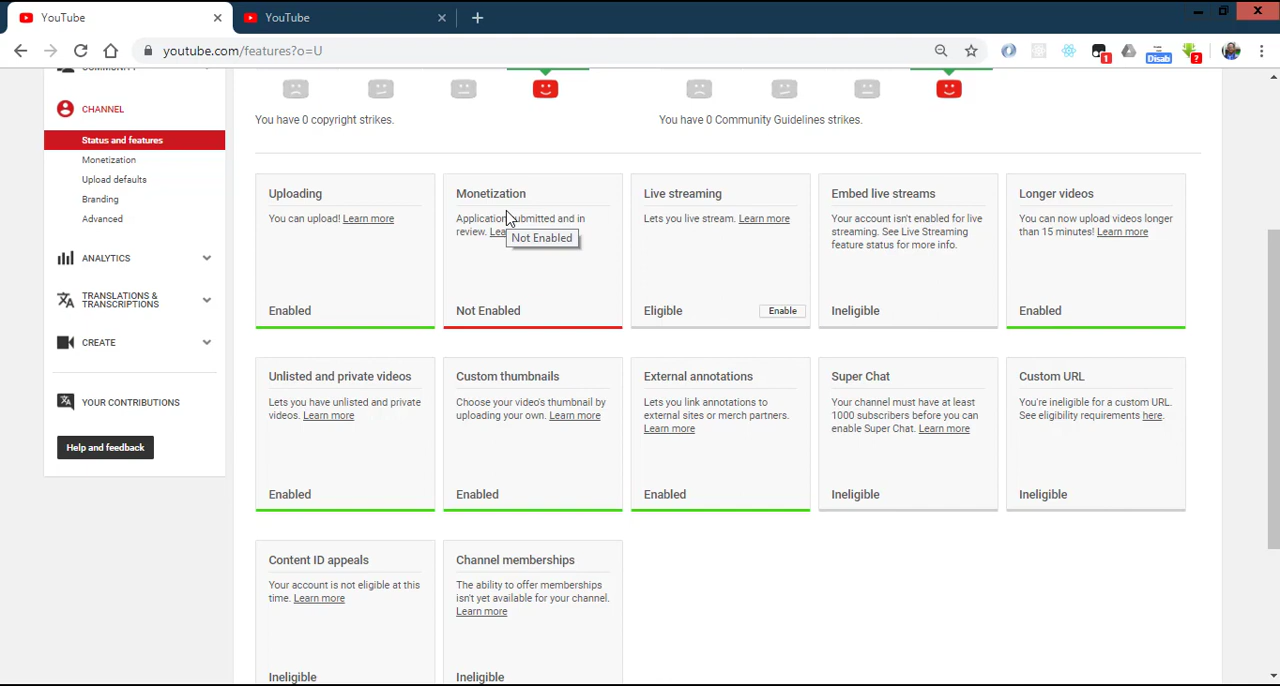 YouTube
YouTube
youtube.com/features?o=U
1
Disab
?
COMMUNITY
CHANNEL
Status and features
Monetization
Upload defaults
Branding
Advanced
ANALYTICS
TRANSLATIONS &
TRANSCRIPTIONS
CREATE
YOUR CONTRIBUTIONS
Help and feedback
You have 0 copyright strikes.
You have 0 Community Guidelines strikes.
Uploading
You can upload! Learn more
Enabled
Monetization
Application submitted and in
review. Lea
Not Enabled
Not Enabled
Live streaming
Lets you live stream. Learn more
Eligible
Enable
Embed live streams
Your account isn't enabled for live
streaming. See Live Streaming
feature status for more info.
Ineligible
Longer videos
You can now upload videos longer
than 15 minutes! Learn more
Enabled
Unlisted and private videos
Lets you have unlisted and private
videos. Learn more
Enabled
Custom thumbnails
Choose your video's thumbnail by
uploading your own. Learn more
Enabled
External annotations
Lets you link annotations to
external sites or merch partners.
Learn more
Enabled
Super Chat
Your channel must have at least
1000 subscribers before you can
enable Super Chat. Learn more
Ineligible
Custom URL
You're ineligible for a custom URL.
See eligibility requirements here.
Ineligible
Content ID appeals
Your account is not eligible at this
time. Learn more
Ineligible
Channel memberships
The ability to offer memberships
isn't yet available for your channel.
Learn more
Ineligible